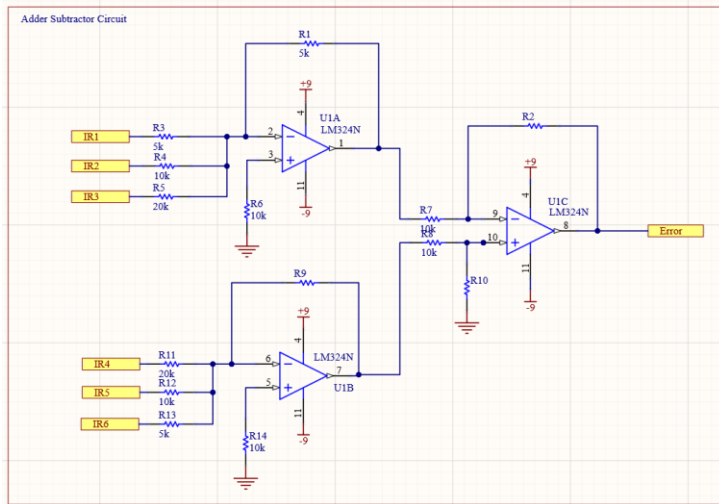 Adder Subtractor Circuit
R1
5k
+9
4
U1A
LM324N
IR1
R3
5k
2
1
IR2
R4
10k
3
IR3
R5
20k
11
-9
R6
10k
R2
+9
4
U1C
LM324N
R7
10k
9
8
Error
R8
10k
10
11
-9
R10
R9
+9
4
LM324N
IR4
R11
20k
6
7
U1B
IR5
R12
10k
5
IR6
R13
5k
11
-9
R14
10k